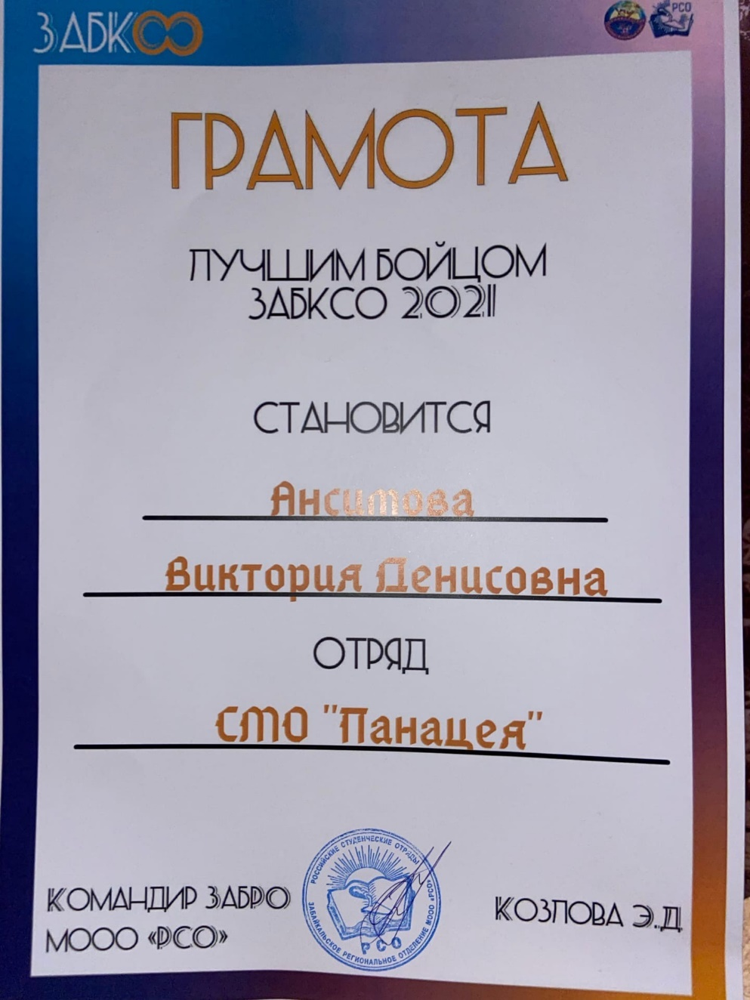 ЗАБКСО
РСО
ГРАМОТА
ЛУЧШИМ БОЙЦОМ
ЗАБКСО 2021
СТАНОВИТСЯ
Ансимова
Виктория Денисовна
ОТРЯД
СМО "Панацея"
КОМАНДИР ЗАБРО
МООО «РСО»
РОССИЙСКИЕ СТУДЕНЧЕСКИЕ ОТРЯДЫ
ЗАБАЙКАЛЬСКОЕ РЕГИОНАЛЬНОЕ ОТДЕЛЕНИЕ МООО «РСО»
РСО
КОЗЛОВА Э.Д